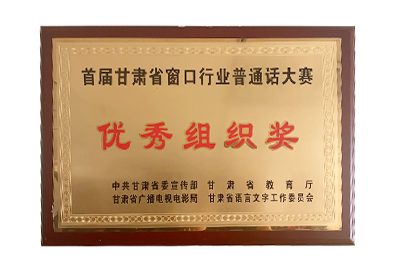 首届甘肃省窗口行业普通话大赛
优秀组织奖
中共甘肃省委宣传部 甘肃省教育厅
甘肃省广播电视电影局 甘肃省语言文字工作委员会